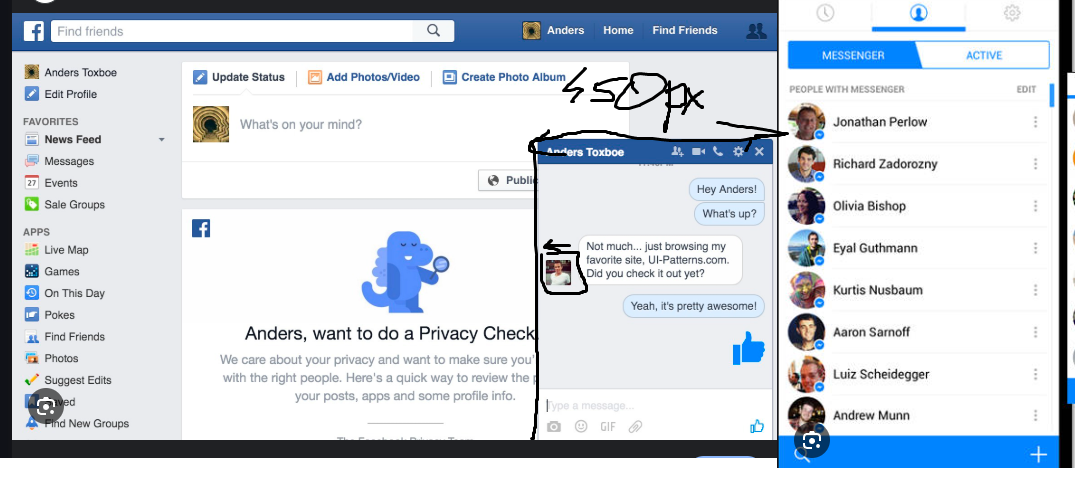 f Find friends Anders Home Find Friends
Anders Toxboe
Edit Profile
FAVORITES
News Feed
Messages
27 Events
Sale Groups
APPS
Live Map
Games
On This Day
Pokes
Find Friends
Photos
Suggest Edits
Find New Groups
Update Status Add Photos/Video Create Photo Album
What's on your mind?
Public
f
Anders, want to do a Privacy Check
We care about your privacy and want to make sure you'
with the right people. Here's a quick way to review the p
your posts, apps and some profile info.
The Facebook Privacy Team
450px
Anders Toxboe
Hey Anders!
What's up?
Not much... just browsing my
favorite site, UI-Patterns.com.
Did you check it out yet?
Yeah, it's pretty awesome!
Type a message...
GIF
MESSENGER ACTIVE
PEOPLE WITH MESSENGER EDIT
Jonathan Perlow
Richard Zadorozny
Olivia Bishop
Eyal Guthmann
Kurtis Nusbaum
Aaron Sarnoff
Luiz Scheidegger
Andrew Munn